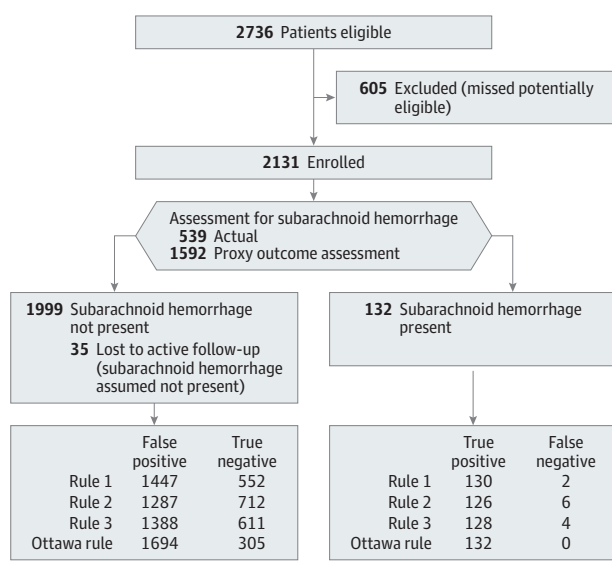 2736 Patients eligible
605 Excluded (missed potentially
eligible)
2131 Enrolled
Assessment for subarachnoid hemorrhage
539 Actual
1592 Proxy outcome assessment
1999 Subarachnoid hemorrhage
not present
35 Lost to active follow-up
(subarachnoid hemorrhage
assumed not present)
132 Subarachnoid hemorrhage
present
False True
positive negative
Rule 1 1447 552
Rule 2 1287 712
Rule 3 1388 611
Ottawa rule 1694 305
True False
positive negative
Rule 1 130 2
Rule 2 126 6
Rule 3 128 4
Ottawa rule 132 0